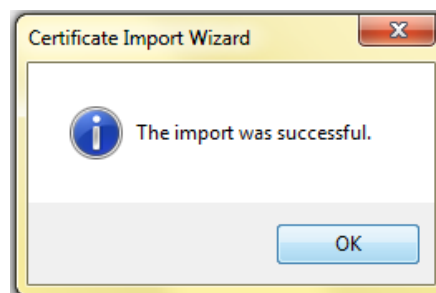 Certificate Import Wizard
The import was successful.
OK